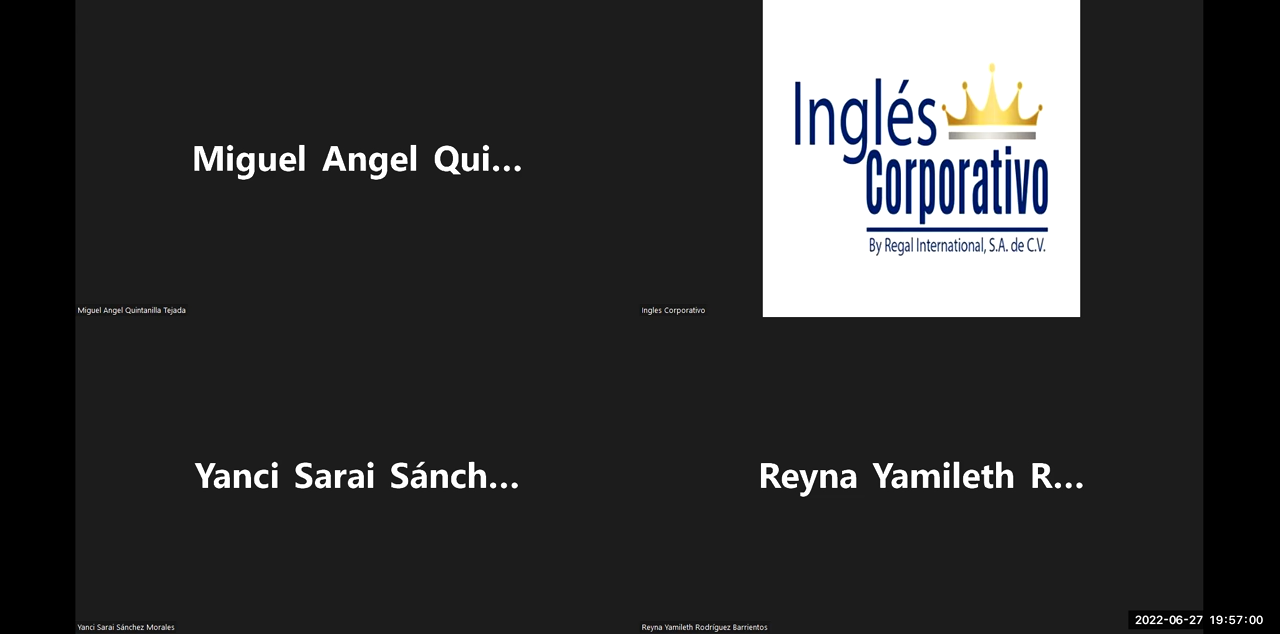 Miguel Angel Qui...
Miguel Angel Quintanilla Tejada
Inglés
Corporativo
By Regal International, S.A. de C.V.
Ingles Corporativo
Yanci Sarai Sánch...
Yanci Sarai Sánchez Morales
Reyna Yamileth R...
Reyna Yamileth Rodríguez Barrientos
2022-06-27 19:57:00